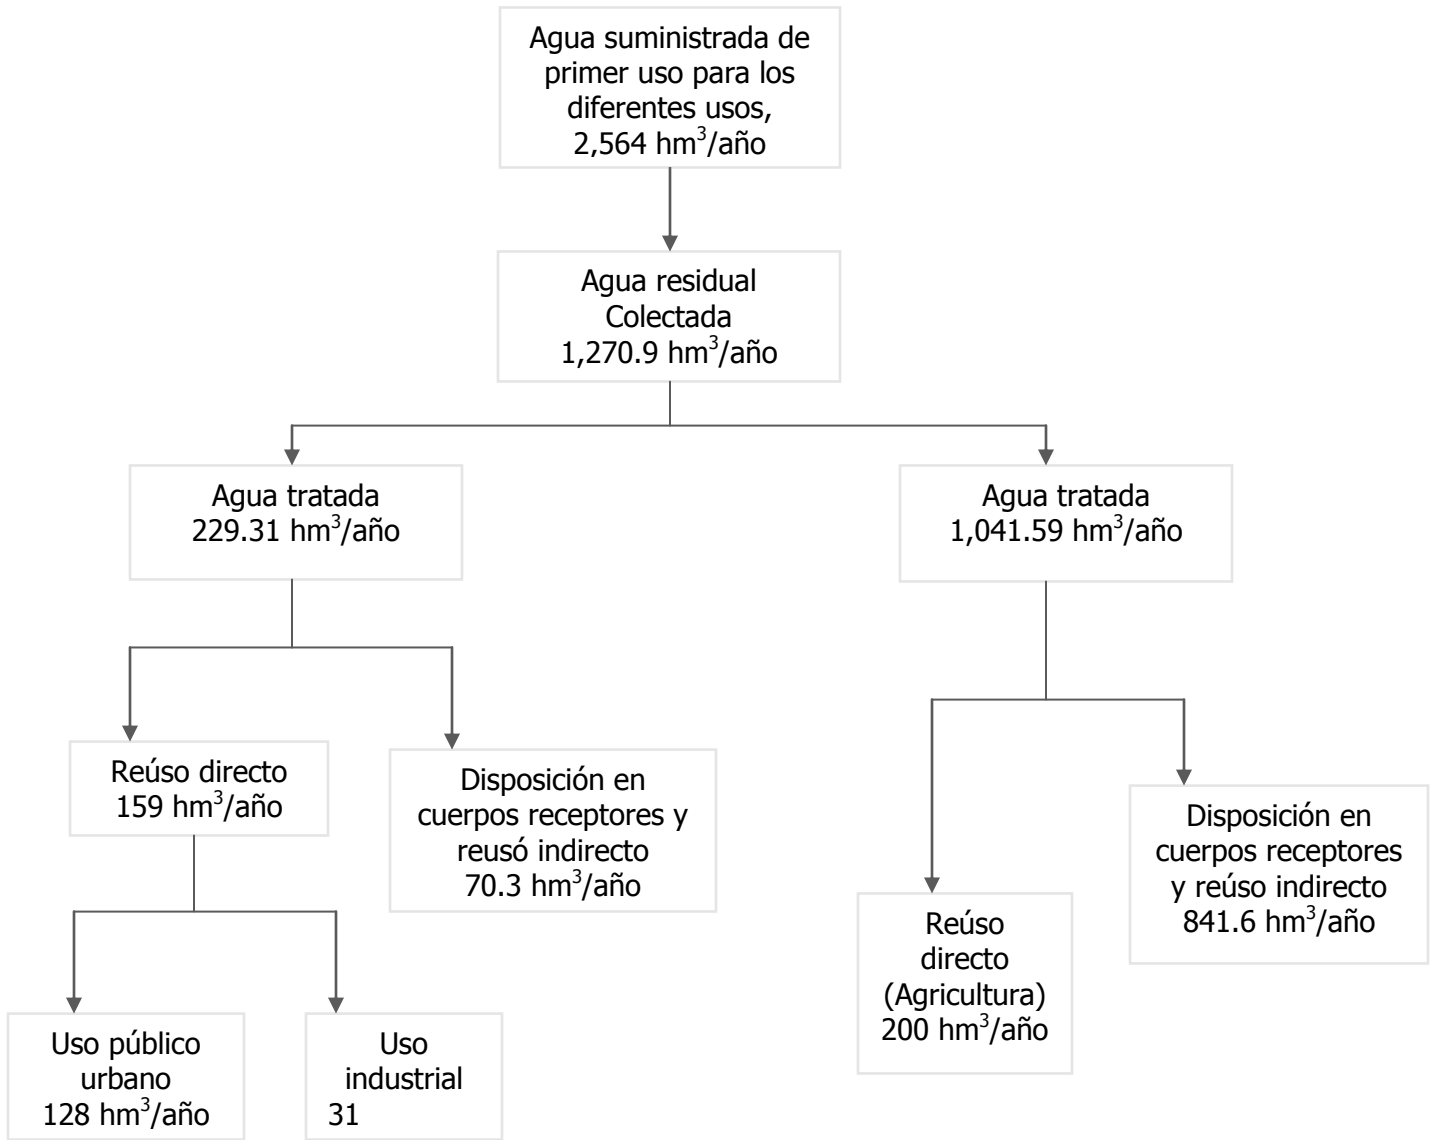 Agua suministrada de
primer uso para los
diferentes usos,
2,564 hm³/año
Agua residual
Colectada
1,270.9 hm³/año
Agua tratada
229.31 hm³/año
Agua tratada
1,041.59 hm³/año
Reúso directo
159 hm³/año
Disposición en
cuerpos receptores y
reusó indirecto
70.3 hm³/año
Disposición en
cuerpos receptores
y reúso indirecto
841.6 hm³/año
Reúso
directo
(Agricultura)
200 hm³/año
Uso público
urbano
128 hm³/año
Uso
industrial
31